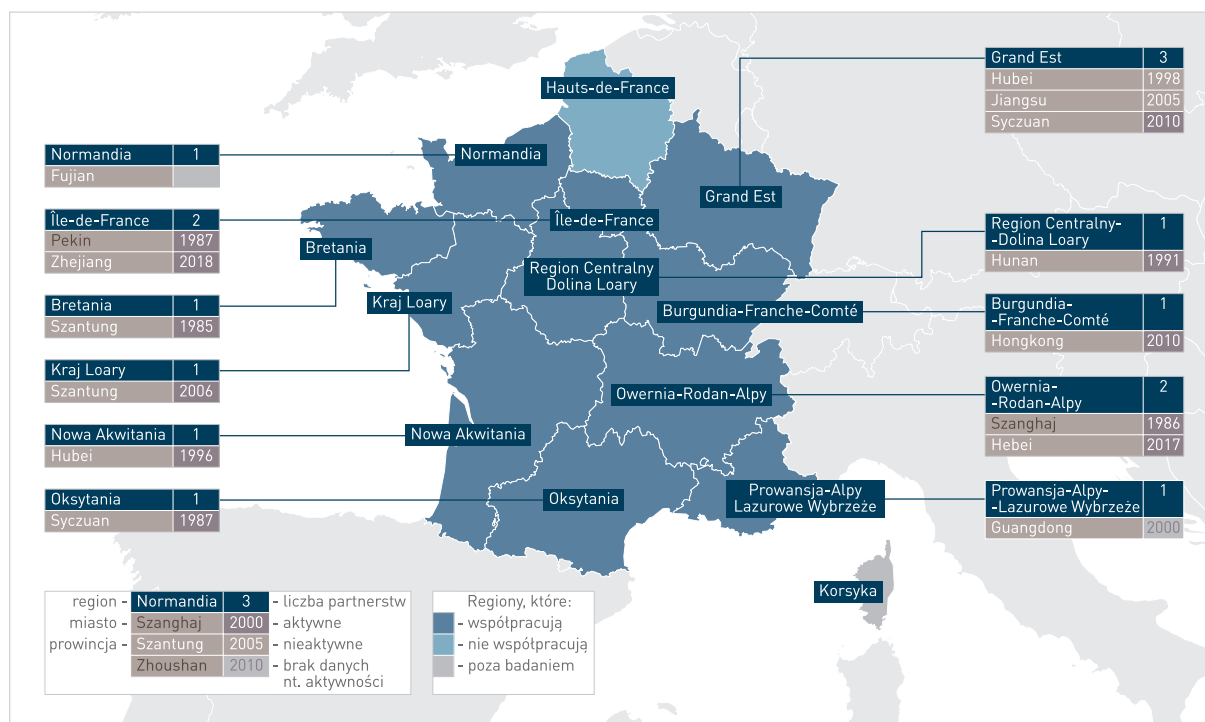 Normandia 1
Fujian
Île-de-France 2
Pekin 1987
Zhejiang 2018
Bretania 1
Szantung 1985
Kraj Loary 1
Szantung 2006
Nowa Akwitania 1
Hubei 1996
Oksytania 1
Syczuan 1987
Hauts-de-France
Normandia
Île-de-France
Grand Est
Bretania
Region Centralny
Dolina Loary
Kraj Loary
Burgundia-Franche-Comté
Owernia-Rodan-Alpy
Nowa Akwitania
Oksytania
Prowansja-Alpy
Lazurowe Wybrzeże
Korsyka
Grand Est 3
Hubei 1998
Jiangsu 2005
Syczuan 2010
Region Centralny-
-Dolina Loary 1
Hunan 1991
Burgundia-
-Franche-Comté 1
Hongkong 2010
Owernia-
-Rodan-Alpy 2
Szanghaj 1986
Hebei 2017
Prowansja-Alpy-
-Lazurowe Wybrzeże 1
Guangdong 2000
region - Normandia 3 - liczba partnerstw
miasto - Szanghaj 2000 - aktywne
prowincja - Szantung 2005 - nieaktywne
Zhoushan 2010 - brak danych
nt. aktywności
Regiony, które:
- współpracują
- nie współpracują
- poza badaniem